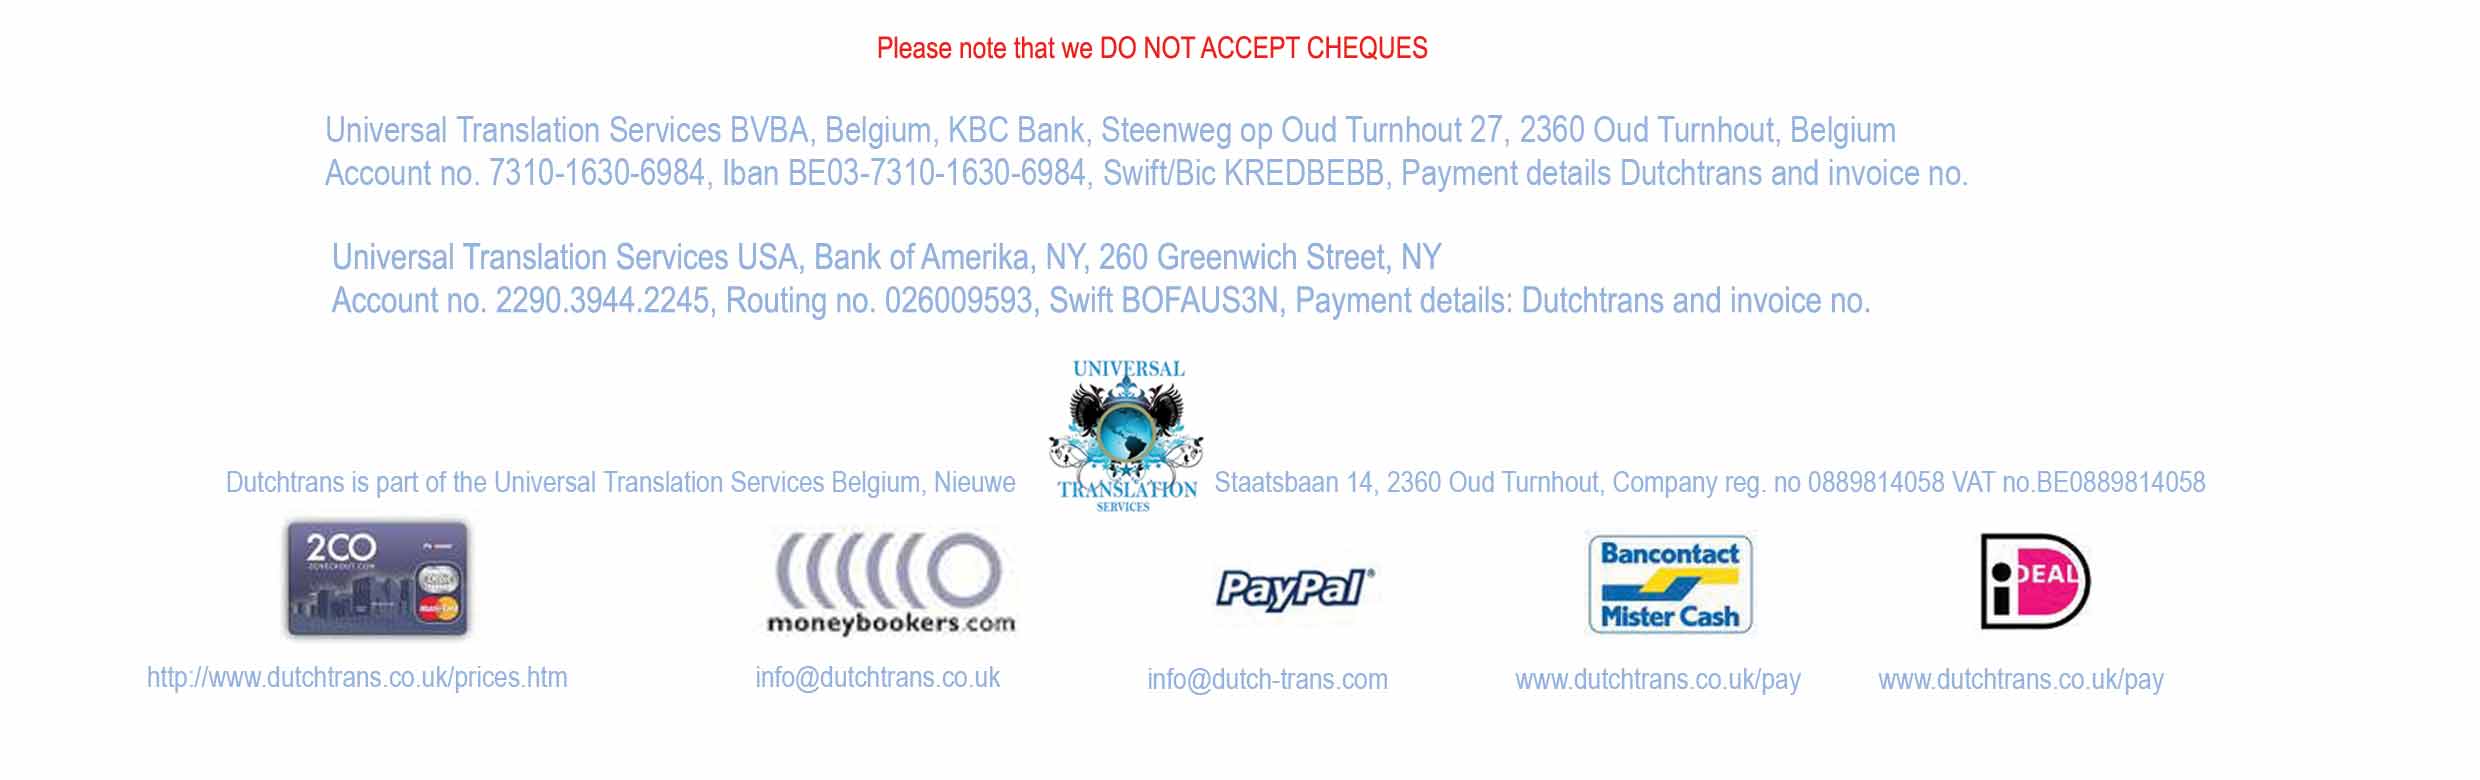 Please note that we DO NOT ACCEPT CHEQUES
Universal Translation Services BVBA, Belgium, KBC Bank, Steenweg op Oud Turnhout 27, 2360 Oud Turnhout, Belgium
Account no. 7310-1630-6984, Iban BE03-7310-1630-6984, Swift/Bic KREDBEBB, Payment details Dutchtrans and invoice no.
Universal Translation Services USA, Bank of Amerika, NY, 260 Greenwich Street, NY
Account no. 2290.3944.2245, Routing no. 026009593, Swift BOFAUS3N, Payment details: Dutchtrans and invoice no.
UNIVERSAL
TRANSLATION
SERVICES
Dutchtrans is part of the Universal Translation Services Belgium, Nieuwe Staatsbaan 14, 2360 Oud Turnhout, Company reg. no 0889814058 VAT no.BE0889814058
2CO
2CHECKOUT.COM
MasterCard
moneybookers.com
PayPal®
Bancontact
Mister Cash
iDEAL
http://www.dutchtrans.co.uk/prices.htm
info@dutchtrans.co.uk
info@dutch-trans.com
www.dutchtrans.co.uk/pay
www.dutchtrans.co.uk/pay